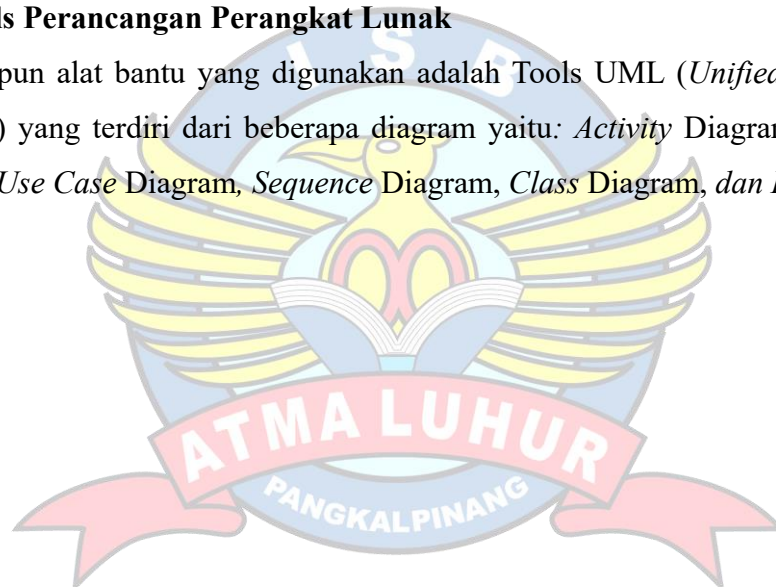 ls Perancangan Perangkat Lunak
pun alat bantu yang digunakan adalah Tools UML (Unified
) yang terdiri dari beberapa diagram yaitu: Activity Diagram
Use Case Diagram, Sequence Diagram, Class Diagram, dan
I S B
ATMA LUHUR
PANGKALPINANG